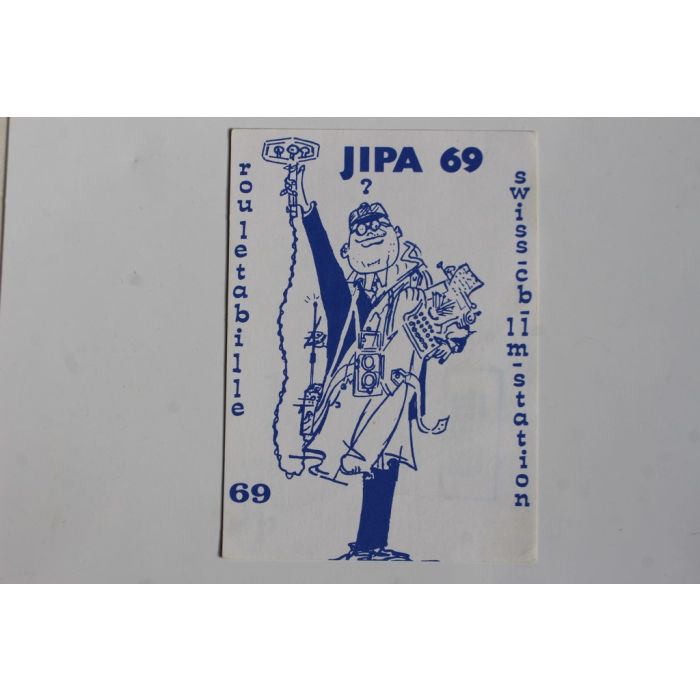 JIPA 69
?
rouletabille
69
swiss-cb-11m-station